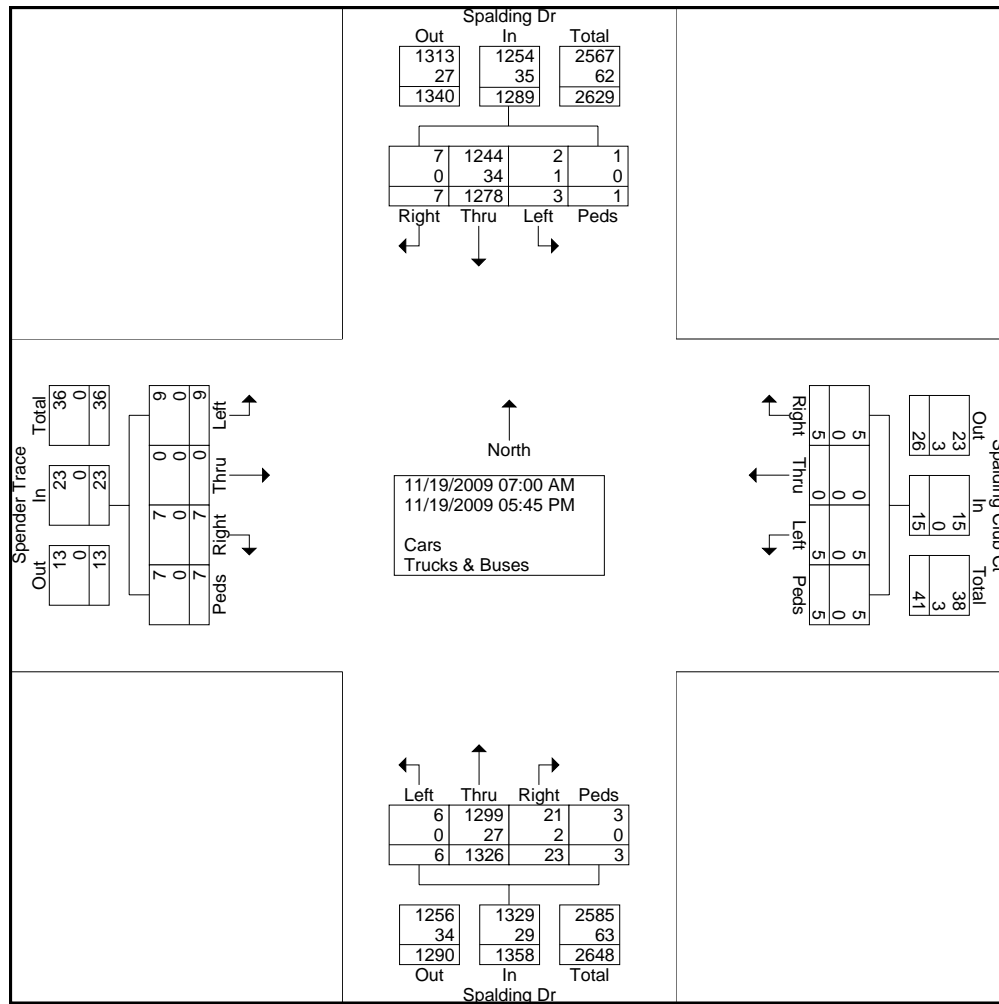 Spalding Dr
Out In Total
1313 1254 2567
27 35 62
1340 1289 2629
7 1244 2 1
0 34 1 0
7 1278 3 1
Right Thru Left Peds
Spender Trace
Total In Out
36 23 13
0 0 0
36 23 13
9 0 7 7
0 0 0 0
9 0 7 7
Left Thru Right Peds
North
11/19/2009 07:00 AM
11/19/2009 05:45 PM
Cars
Trucks & Buses
Right Thru Left Peds
5 0 5 5
0 0 0 0
5 0 5 5
Out In Total
23 15 38
3 0 3
26 15 41
Spalding Club Ct
Left Thru Right Peds
6 1299 21 3
0 27 2 0
6 1326 23 3
1256 1329 2585
34 29 63
1290 1358 2648
Out In Total
Spalding Dr